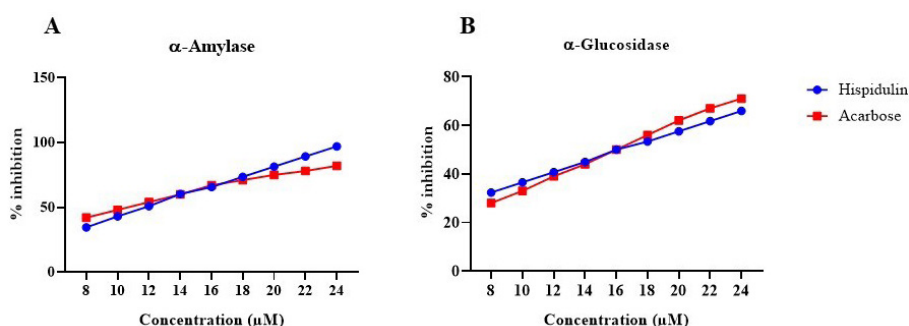 A
α-Amylase
150
100
50
0
% inhibition
8 10 12 14 16 18 20 22 24
Concentration (µM)
B
α-Glucosidase
80
60
40
20
0
% inhibition
8 10 12 14 16 18 20 22 24
Concentration (µM)
Hispidulin
Acarbose